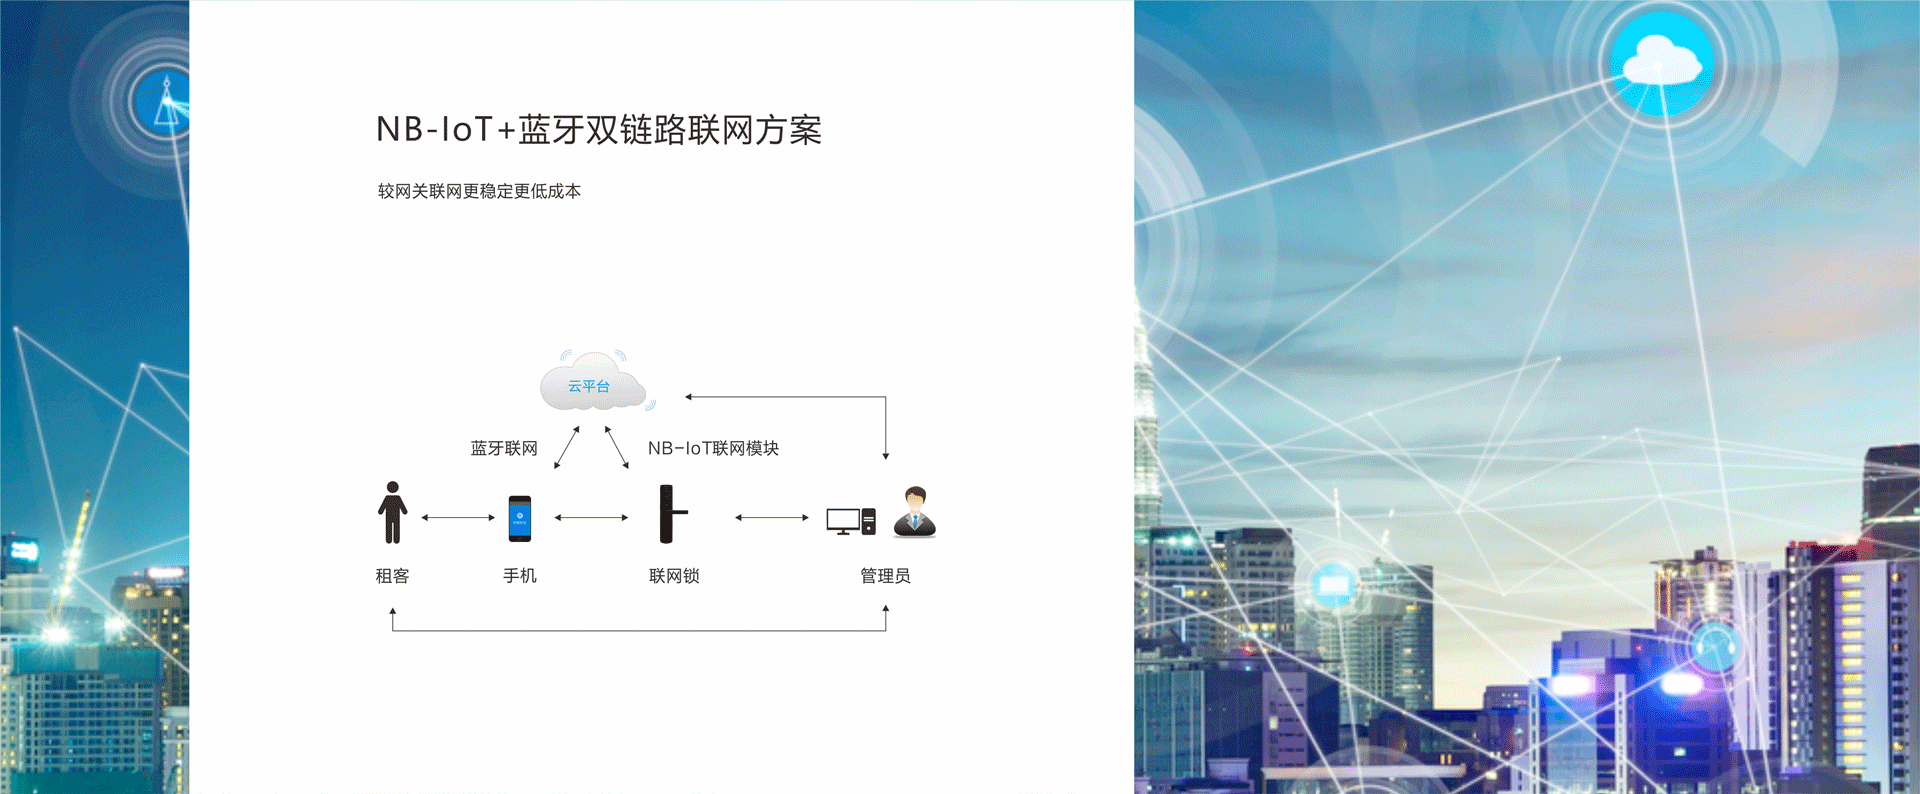 NB-IoT+蓝牙双链路联网方案
较网关联网更稳定更低成本
云平台
蓝牙联网
NB-IoT联网模块
租客
手机
联网锁
管理员